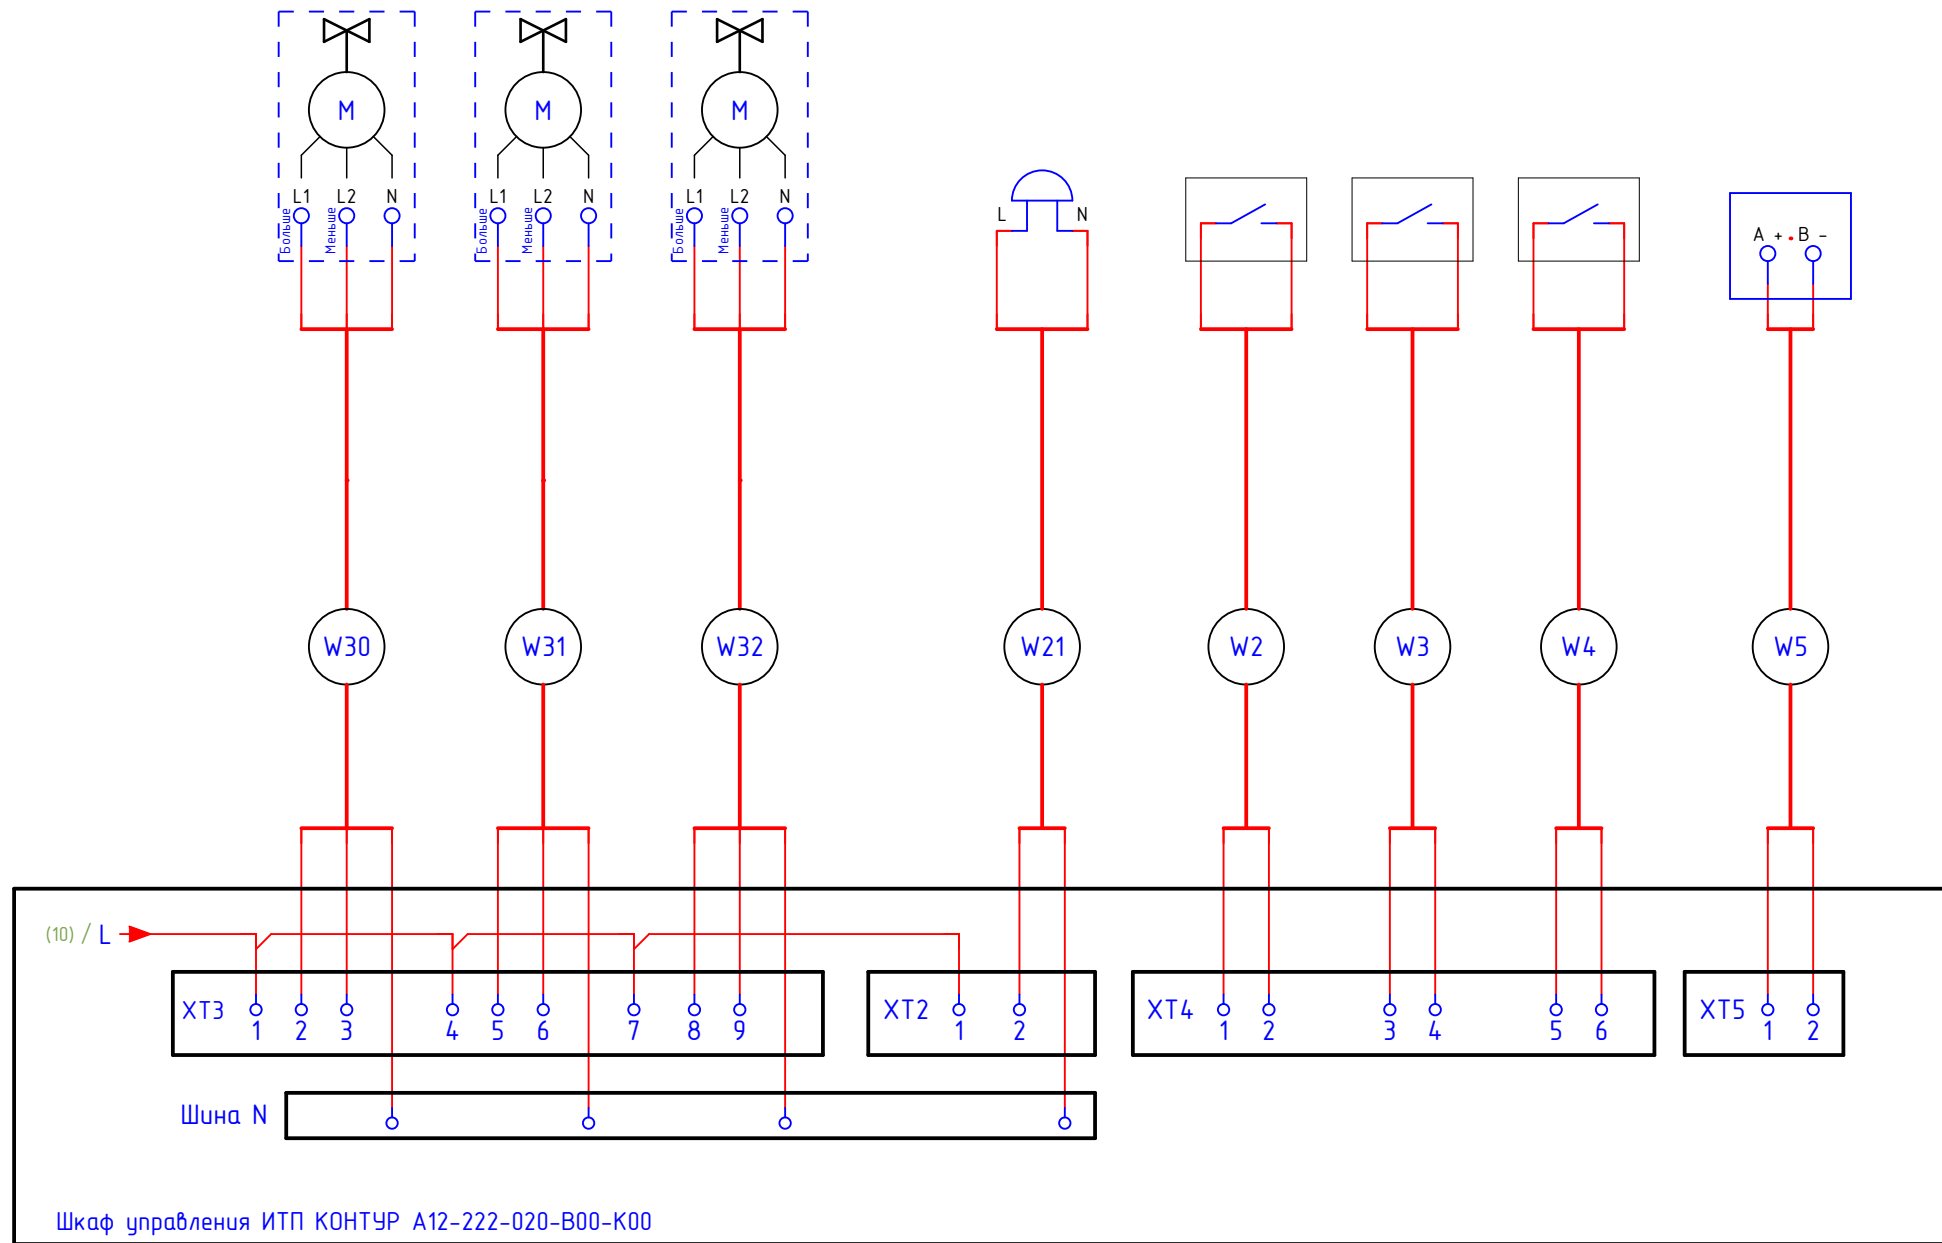 M M M
L1 L2 N L1 L2 N L1 L2 N
Больше Меньше Больше Меньше Больше Меньше
L N
A + B -
W30 W31 W32 W21 W2 W3 W4 W5
(10) / L
XT3 1 2 3 4 5 6 7 8 9
XT2 1 2
XT4 1 2 3 4 5 6
XT5 1 2
Шина N
Шкаф управления ИТП КОНТУР А12-222-020-В00-К00